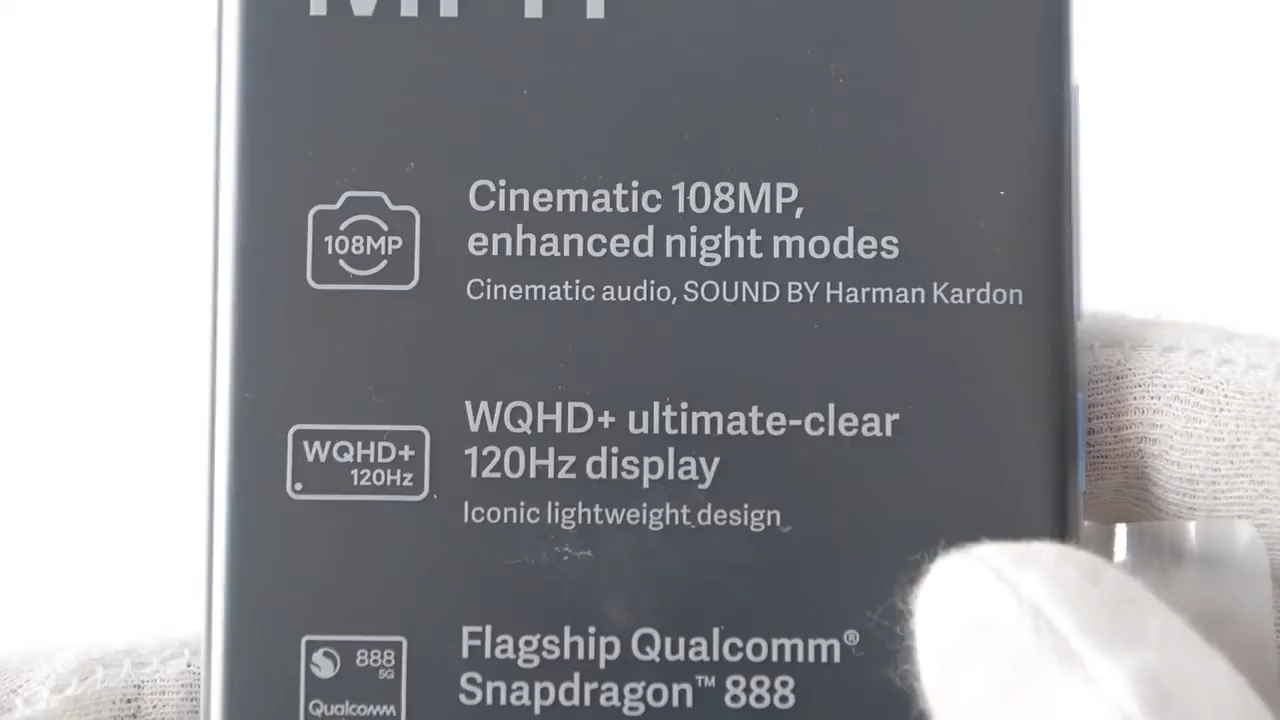 108MP
Cinematic 108MP,
enhanced night modes
Cinematic audio, SOUND BY Harman Kardon
WQHD+
120Hz
WQHD+ ultimate-clear
120Hz display
Iconic lightweight design
888
5G
Qualcomm
Flagship Qualcomm®
Snapdragon™ 888